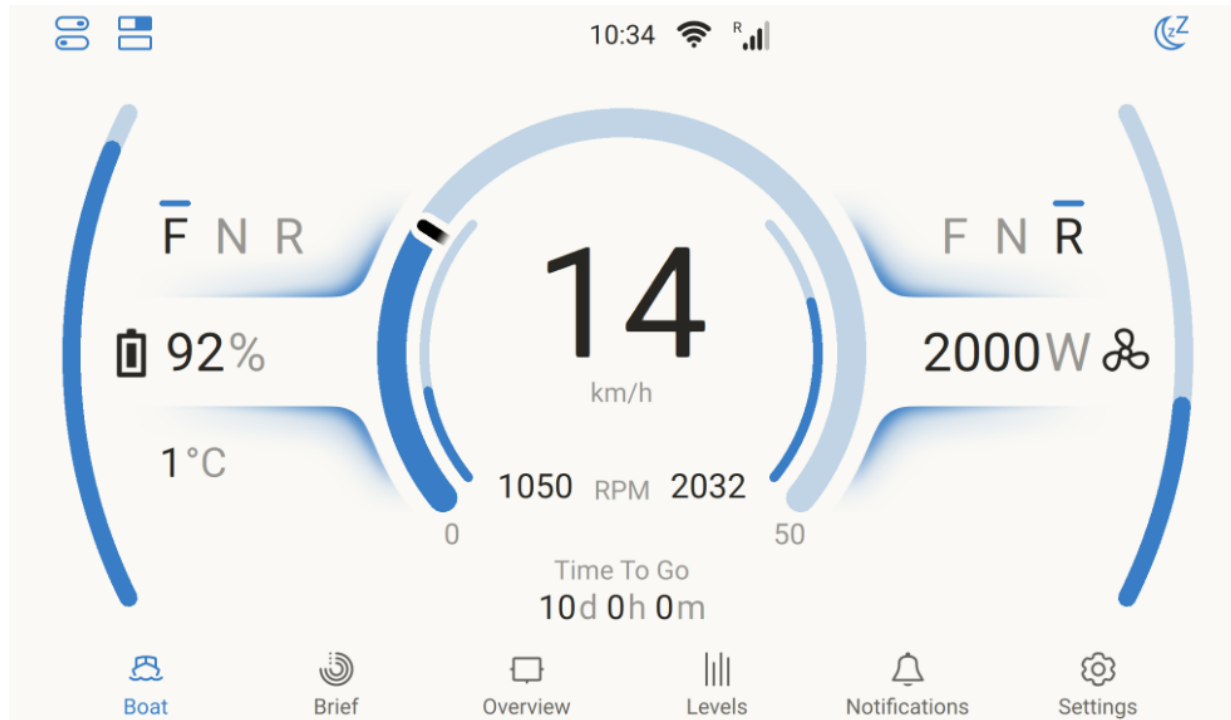 10:34 R
zZ
F N R
F N R
14
km/h
92%
2000W
1°C
1050 RPM 2032
0 50
Time To Go
10d 0h 0m
Boat Brief Overview Levels Notifications Settings